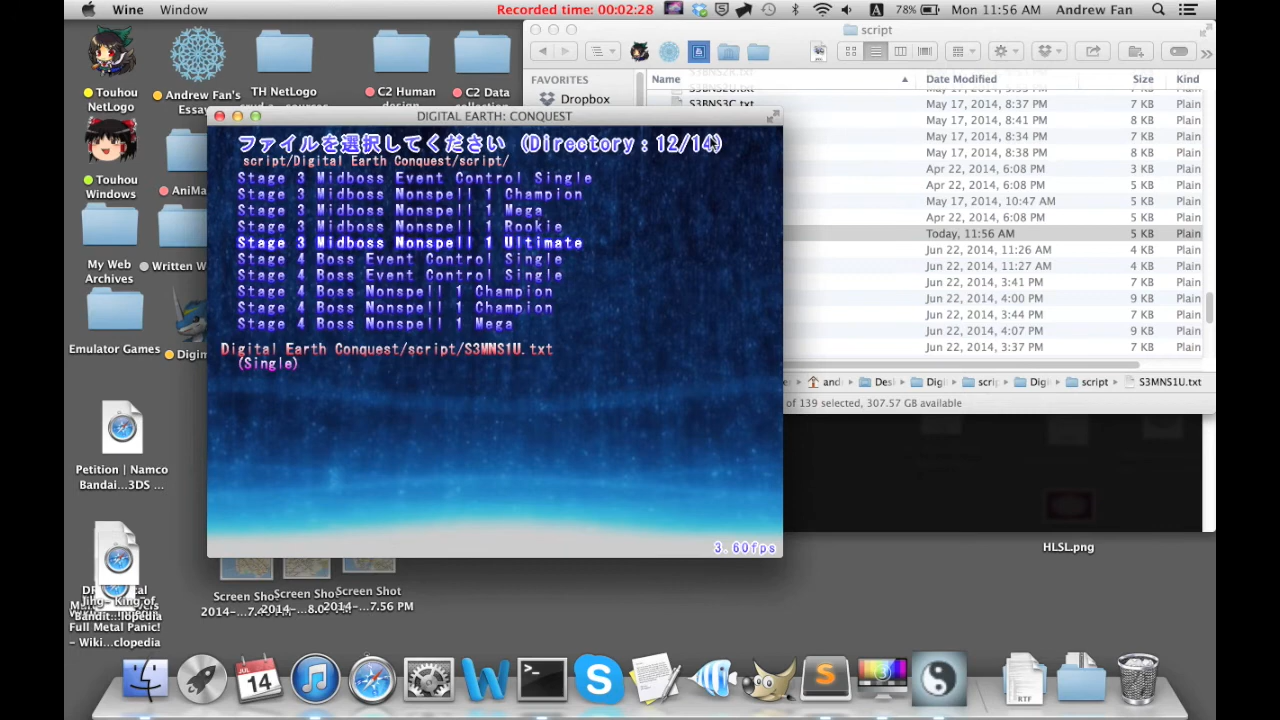 Wine Window
Recorded time: 00:02:28
78% Mon 11:56 AM Andrew Fan
script
FAVORITES
Dropbox
Name Date Modified Size Kind
S3BNS2U.txt
S3BNS3C.txt
May 17, 2014, 8:37 PM 7 KB Plain
May 17, 2014, 8:41 PM 8 KB Plain
May 17, 2014, 8:34 PM 7 KB Plain
May 17, 2014, 8:38 PM 7 KB Plain
Apr 22, 2014, 6:08 PM 3 KB Plain
Apr 22, 2014, 6:08 PM 5 KB Plain
May 17, 2014, 10:47 AM 5 KB Plain
Apr 22, 2014, 6:08 PM 5 KB Plain
Today, 11:56 AM 5 KB Plain
Jun 22, 2014, 11:26 AM 4 KB Plain
Jun 22, 2014, 11:27 AM 4 KB Plain
Jun 22, 2014, 3:41 PM 7 KB Plain
Jun 22, 2014, 4:00 PM 9 KB Plain
Jun 22, 2014, 3:44 PM 7 KB Plain
Jun 22, 2014, 4:07 PM 9 KB Plain
Jun 22, 2014, 3:37 PM 7 KB Plain
S3MNS1U.txt
of 139 selected, 307.57 GB available
DIGITAL EARTH: CONQUEST
ファイルを選択してください (Directory : 12/14)
script/Digital Earth Conquest/script/
Stage 3 Midboss Event Control Single
Stage 3 Midboss Nonspell 1 Champion
Stage 3 Midboss Nonspell 1 Mega
Stage 3 Midboss Nonspell 1 Rookie
Stage 3 Midboss Nonspell 1 Ultimate
Stage 4 Boss Event Control Single
Stage 4 Boss Event Control Single
Stage 4 Boss Nonspell 1 Champion
Stage 4 Boss Nonspell 1 Champion
Stage 4 Boss Nonspell 1 Mega
Digital Earth Conquest/script/S3MNS1U.txt
(Single)
3.60fps
Touhou NetLogo
Andrew Fan's
TH NetLogo
C2 Human
C2 Data
Touhou Windows
My Web Archives
Written
Emulator Games
Petition | Namco
Bandai...3DS ...
Full Metal Panic!
- Wiki...clopedia
Screen Shot
Screen Shot
Screen Shot
2014-...7.56 PM
HLSL.png
JUL
14
RTF